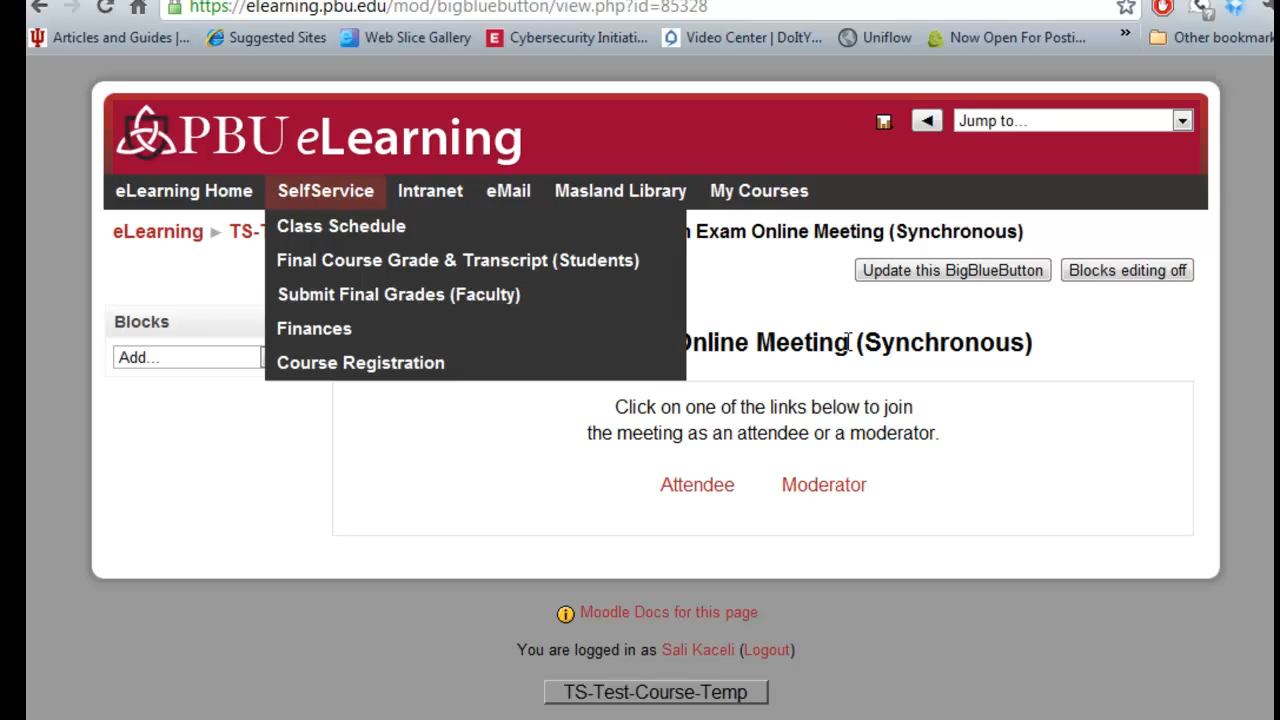 https://elearning.pbu.edu/mod/bigbluebutton/view.php?id=85328
Articles and Guides |... Suggested Sites Web Slice Gallery Cybersecurity Initiati... Video Center | DoItY... Uniflow Now Open For Posti... » Other bookmark
PBU eLearning
Jump to...
eLearning Home SelfService Intranet eMail Masland Library My Courses
eLearning ► TS-T
Exam Online Meeting (Synchronous)
Class Schedule
Final Course Grade & Transcript (Students)
Submit Final Grades (Faculty)
Finances
Course Registration
Update this BigBlueButton Blocks editing off
Blocks
Add...
Online Meeting (Synchronous)
Click on one of the links below to join
the meeting as an attendee or a moderator.
Attendee Moderator
Moodle Docs for this page
You are logged in as Sali Kaceli (Logout)
TS-Test-Course-Temp